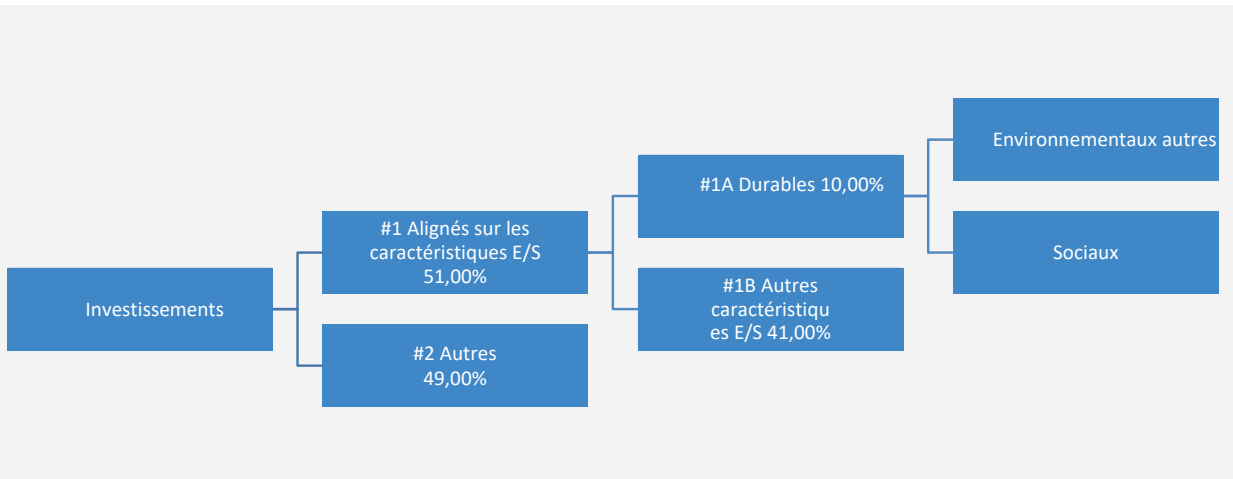 Investissements
#1 Alignés sur les
caractéristiques E/S
51,00%
#2 Autres
49,00%
#1A Durables 10,00%
#1B Autres
caractéristiqu
es E/S 41,00%
Environnementaux autres
Sociaux